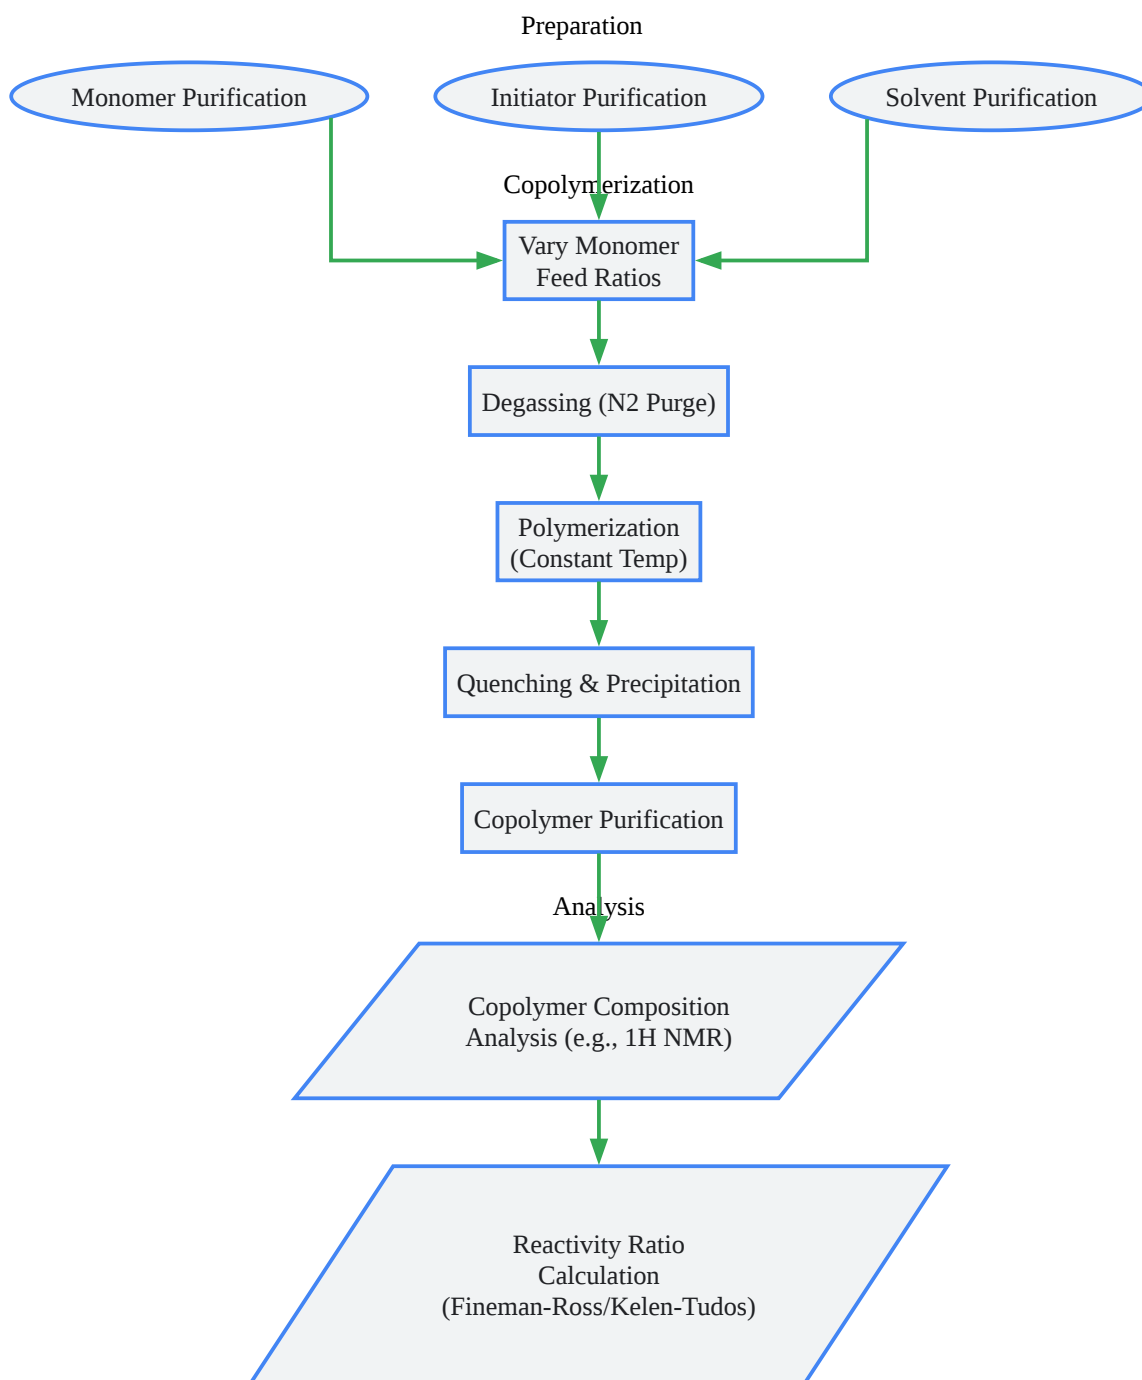 Preparation
Monomer Purification
Initiator Purification
Solvent Purification
Copolymerization
Vary Monomer
Feed Ratios
Degassing (N2 Purge)
Polymerization
(Constant Temp)
Quenching & Precipitation
Copolymer Purification
Analysis
Copolymer Composition
Analysis (e.g., 1H NMR)
Reactivity Ratio
Calculation
(Fineman-Ross/Kelen-Tudos)